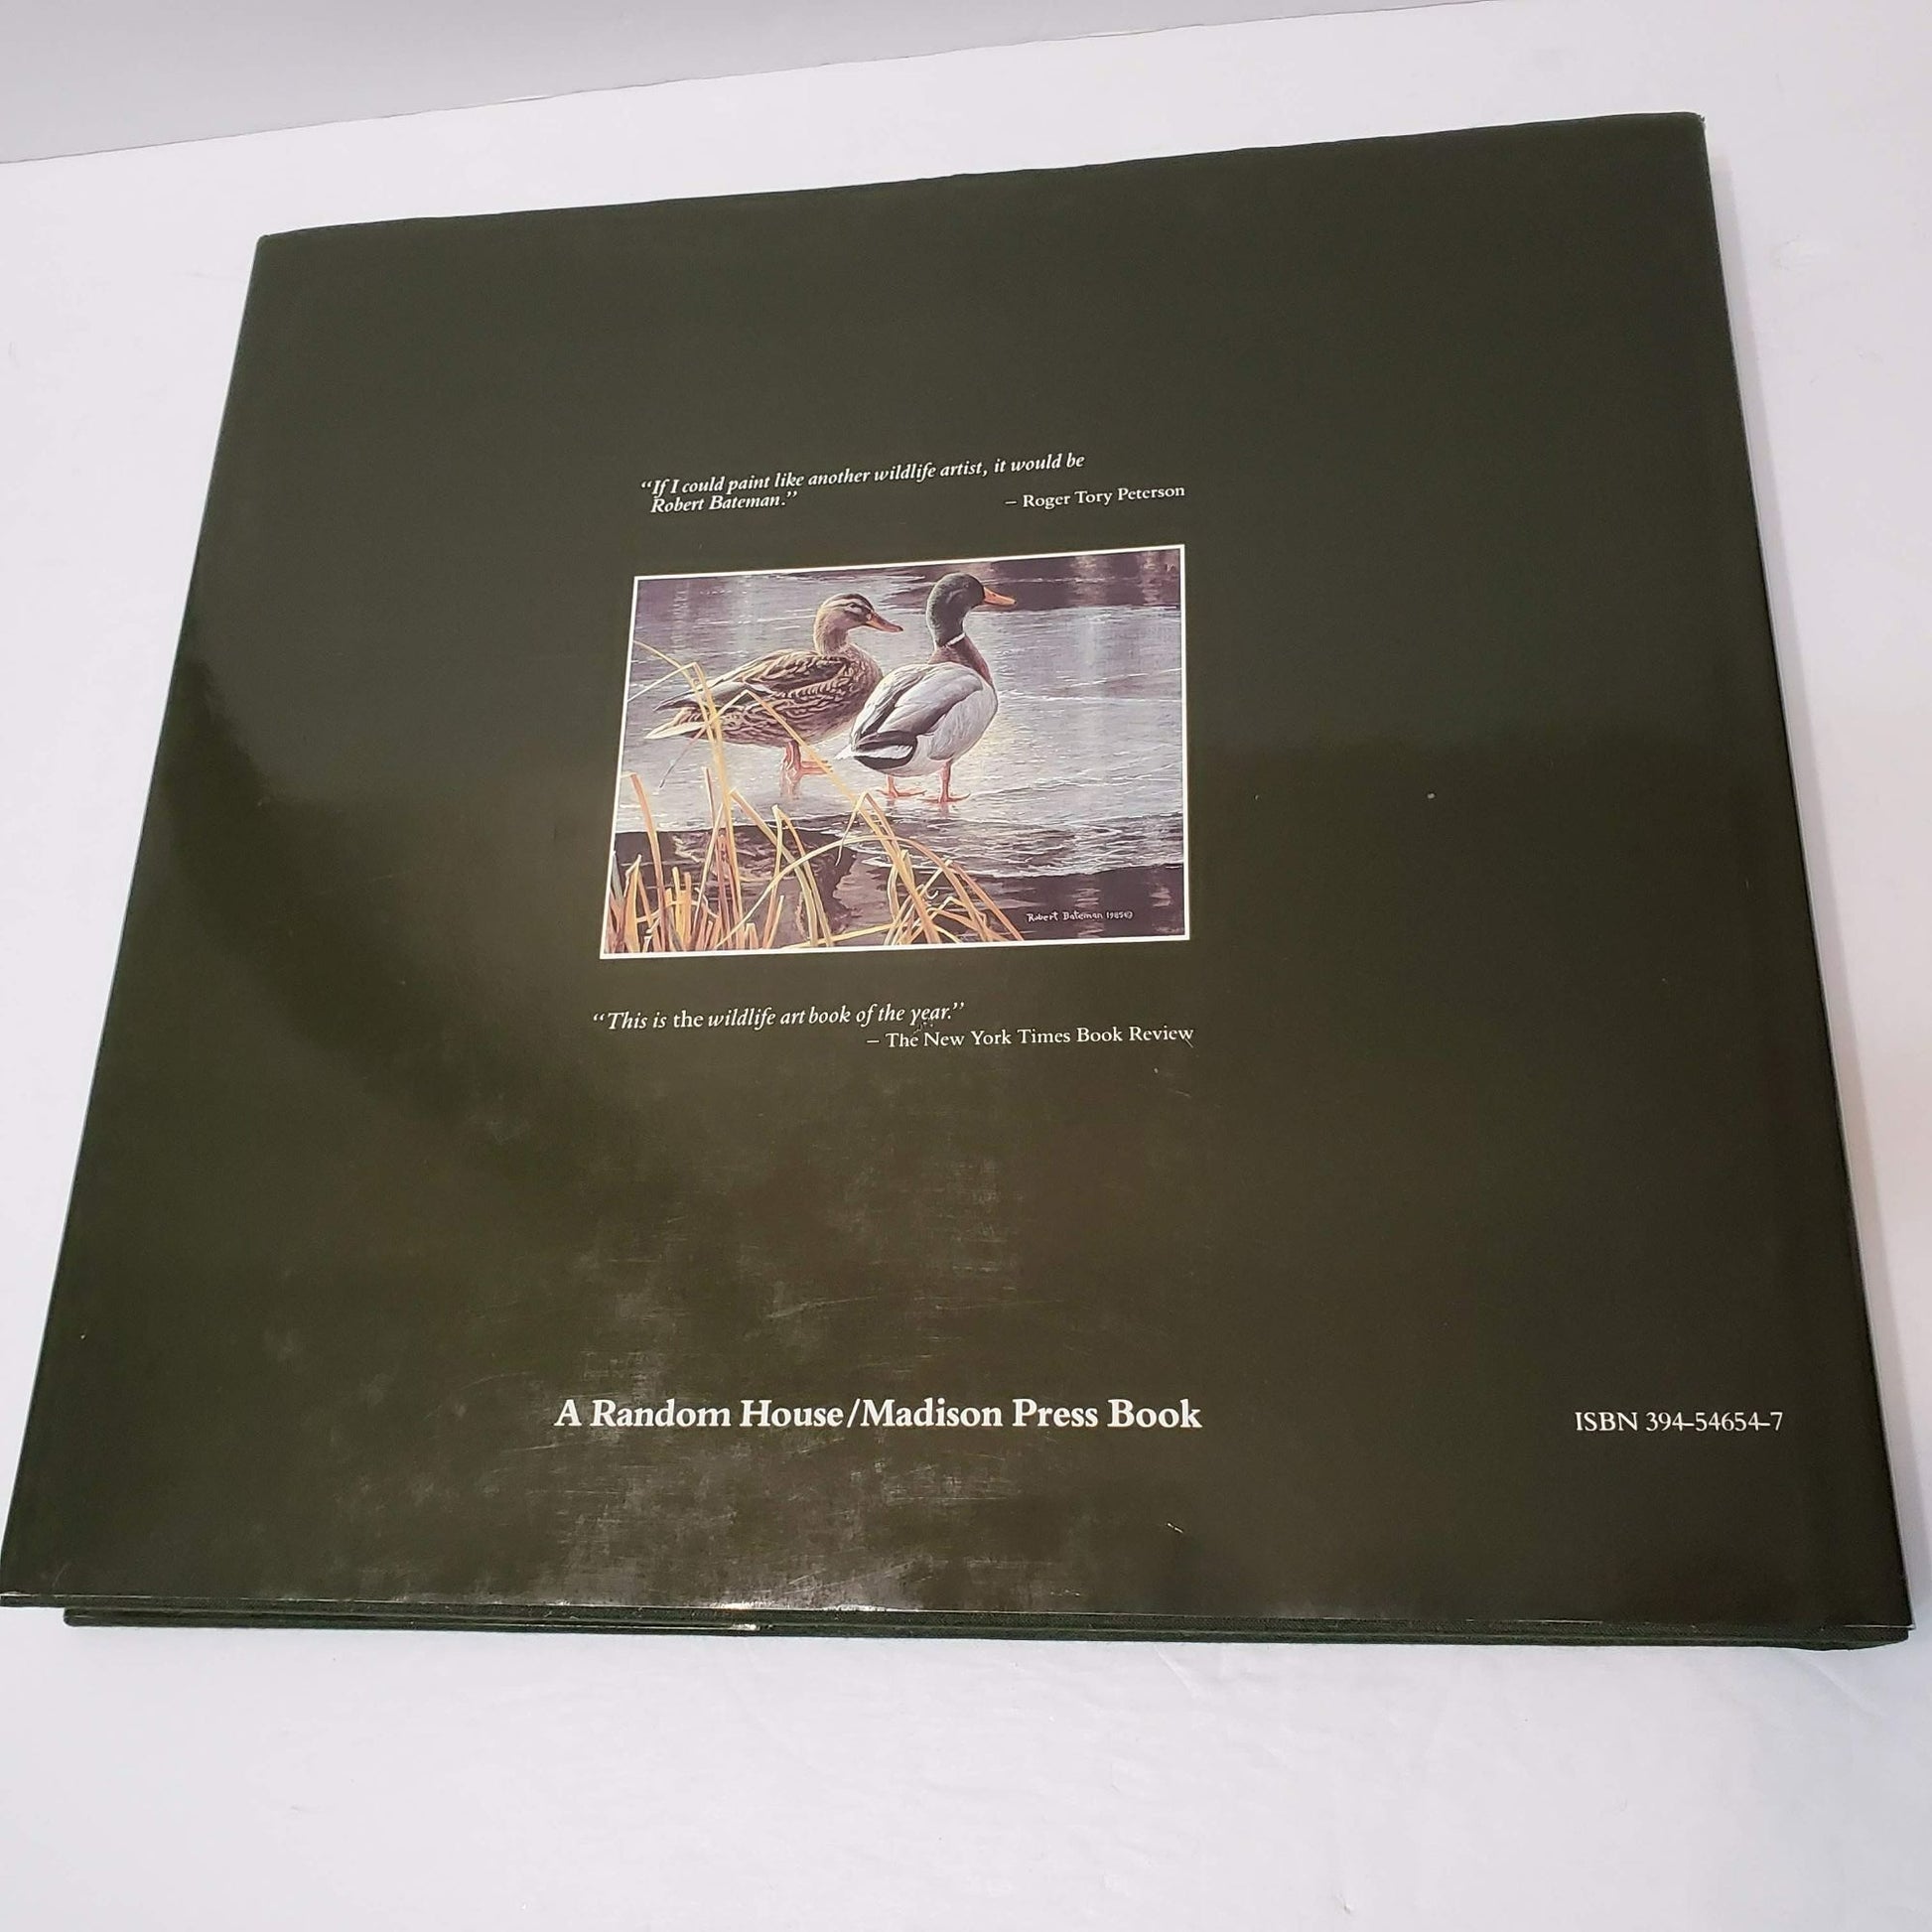 “If I could paint like another wildlife artist, it would be
Robert Bateman.”
– Roger Tory Peterson
Robert Bateman 1985©
“This is the wildlife art book of the year.”
– The New York Times Book Review
A Random House/Madison Press Book
ISBN 394-54654-7